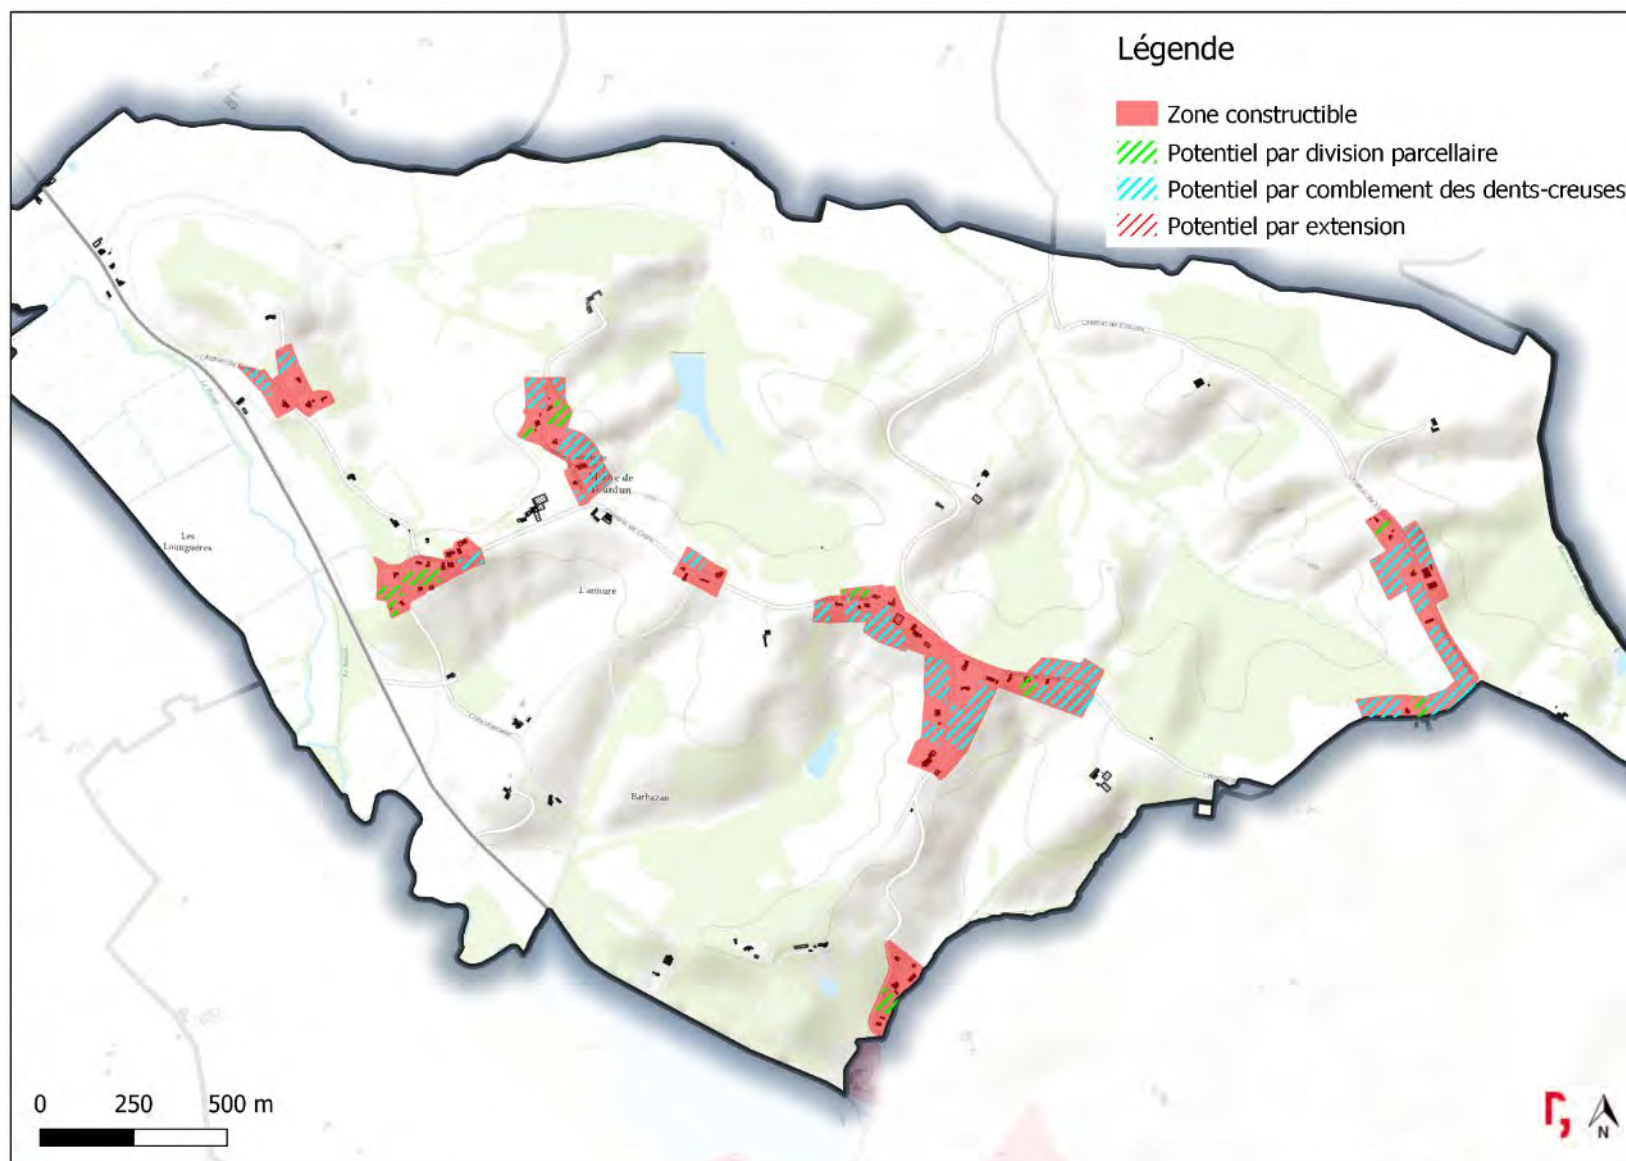 Légende
Zone constructible
Potentiel par division parcellaire
Potentiel par comblement des dents-creuses
Potentiel par extension
Les
Lounguères
L'annure
Barbazan
0 250 500 m
N